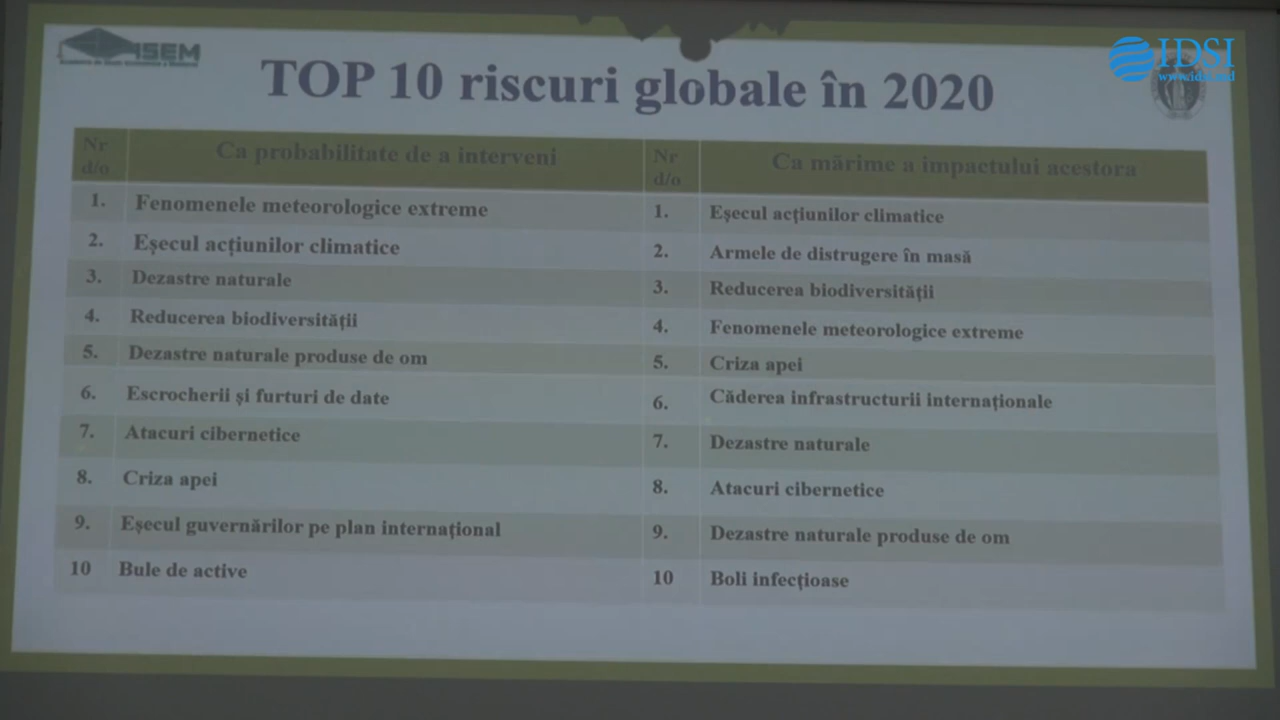 ASEM
IDSI
www.idsi.md
TOP 10 riscuri globale în 2020
Nr d/o Ca probabilitate de a interveni Nr d/o Ca mărime a impactului acestora
1. Fenomenele meteorologice extreme 1. Eșecul acțiunilor climatice
2. Eșecul acțiunilor climatice 2. Armele de distrugere în masă
3. Dezastre naturale 3. Reducerea biodiversității
4. Reducerea biodiversității 4. Fenomenele meteorologice extreme
5. Dezastre naturale produse de om 5. Criza apei
6. Escrocherii și furturi de date 6. Căderea infrastructurii internaționale
7. Atacuri cibernetice 7. Dezastre naturale
8. Criza apei 8. Atacuri cibernetice
9. Eșecul guvernărilor pe plan internațional 9. Dezastre naturale produse de om
10 Bule de active 10 Boli infecțioase